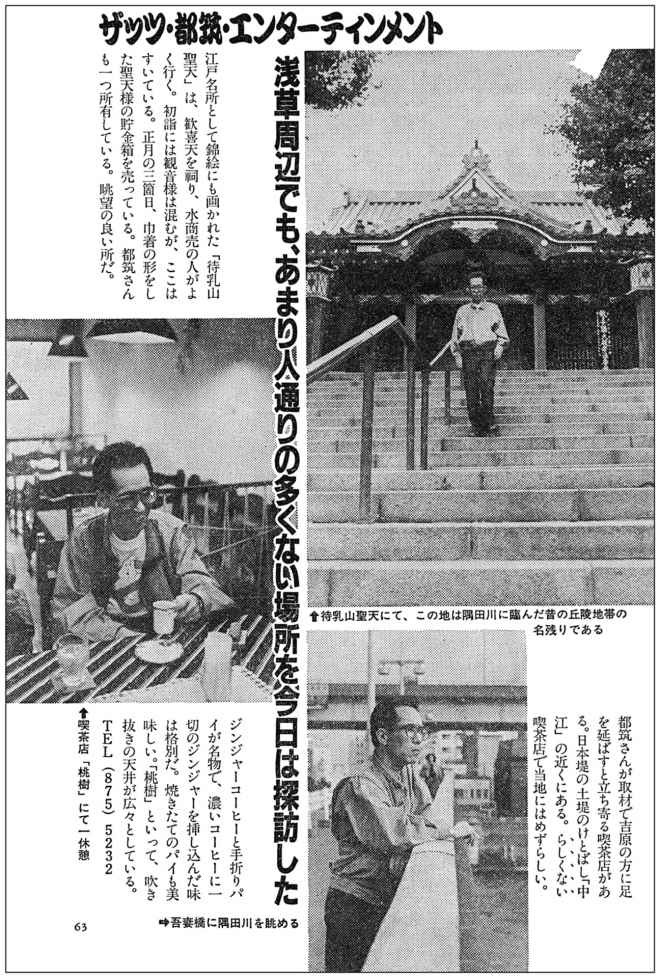 ザッツ・都筑・エンターティンメント
浅草周辺でも、あまり人通りの多くない場所を今日は探訪した
江戸名所として錦絵にも画かれた「待乳山
聖天」は、歓喜天を祠り、水商売の人がよ
く行く。初詣には観音様は混むが、ここは
すいている。正月の三箇日、巾着の形をし
た聖天様の貯金箱を売っている。都筑さん
も一つ所有している。眺望の良い所だ。
⬆待乳山聖天にて、この地は隅田川に臨んだ昔の丘陵地帯の
名残りである
都筑さんが取材で吉原の方に足
を延ばすと立ち寄る喫茶店があ
る。日本堤の土堤のけとばし「中
江」の近くにある。らしくない
喫茶店で当地にはめずらしい。
ジンジャーコーヒーと手折りパ
イが名物で、濃いコーヒーに一
切のジンジャーを挿し込んだ味
は格別だ。焼きたてのパイも美
味しい。「桃樹」といって、吹き
抜きの天井が広々としている。
TEL(875)5232
⬆喫茶店「桃樹」にて一休憩
⇨吾妻橋に隅田川を眺める
63